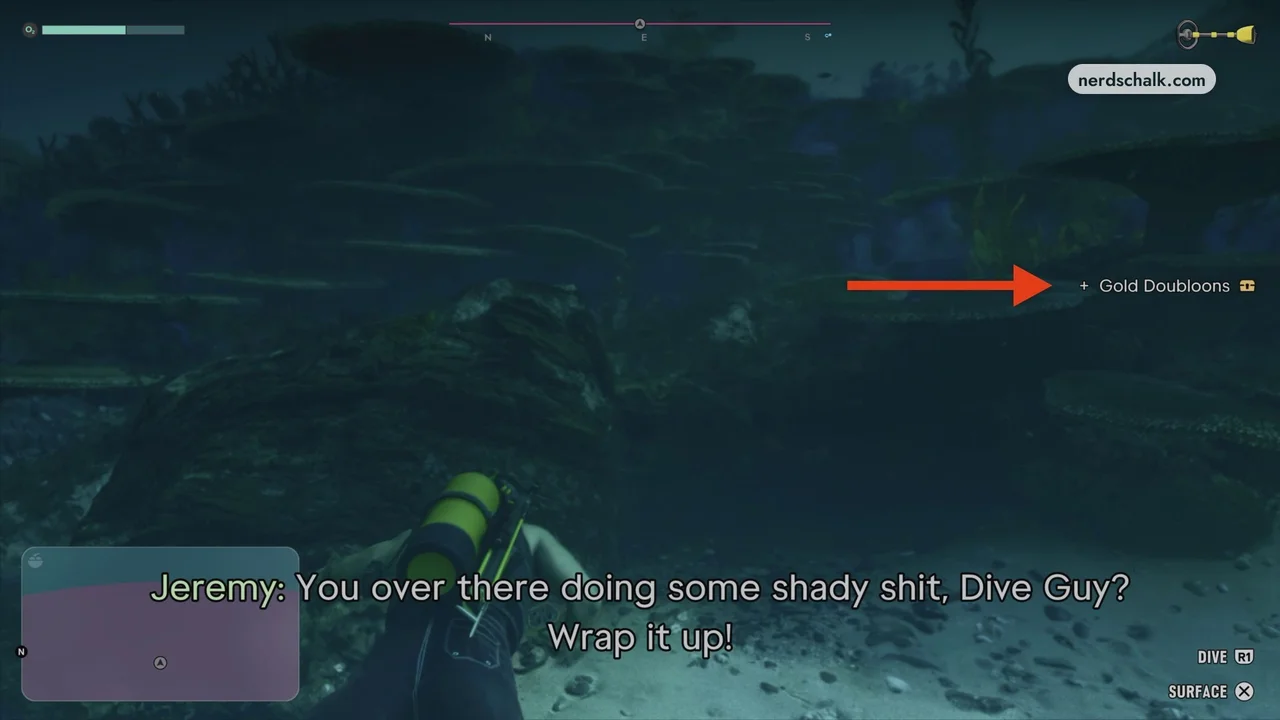 O₂
N E S
nerdschalk.com
+ Gold Doubloons
Jeremy: You over there doing some shady shit, Dive Guy?
Wrap it up!
N
DIVE R1
SURFACE